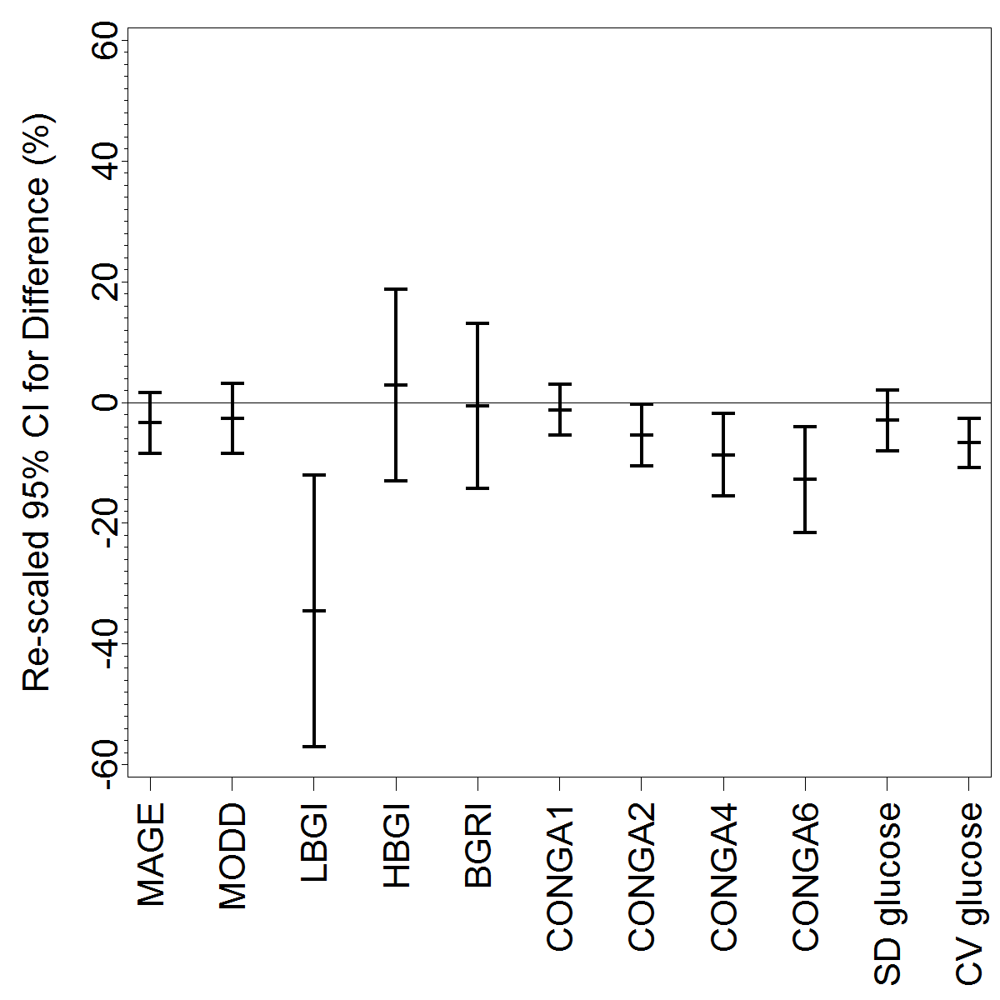 Re-scaled 95% CI for Difference (%)
60
40
20
0
-20
-40
-60
MAGE
MODD
LBGI
HBGI
BGRI
CONGA1
CONGA2
CONGA4
CONGA6
SD glucose
CV glucose